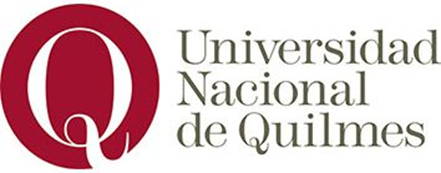 Q
Universidad
Nacional
de Quilmes